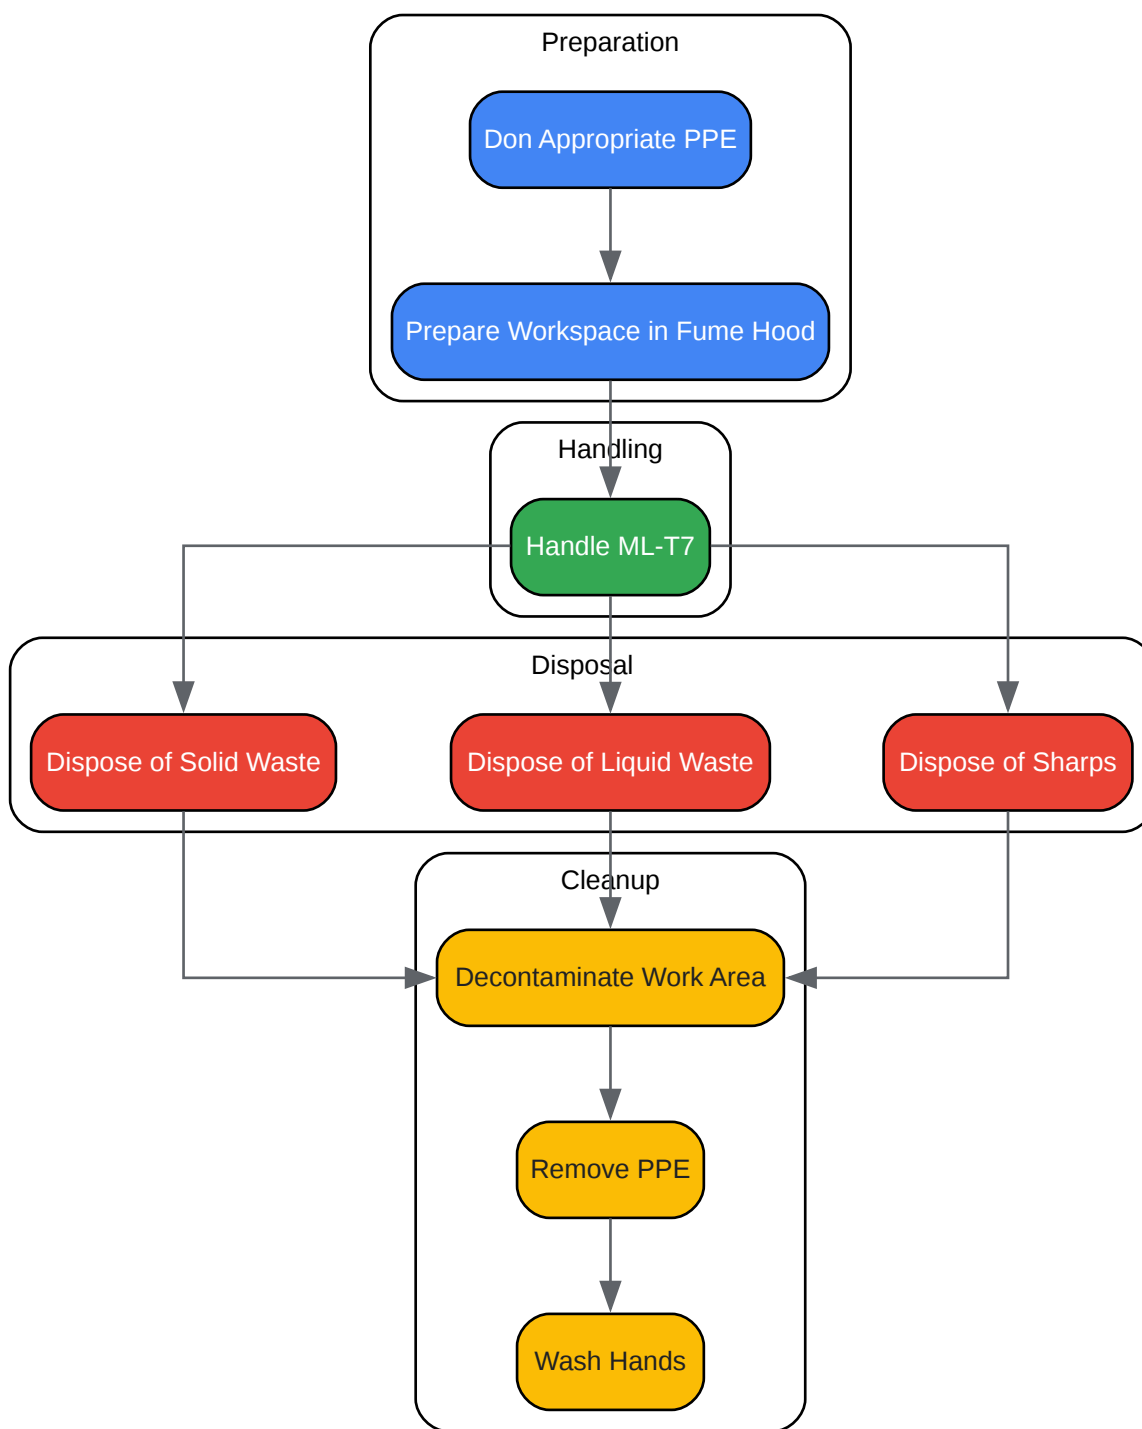 Preparation
Don Appropriate PPE
Prepare Workspace in Fume Hood
Handling
Handle ML-T7
Disposal
Dispose of Solid Waste
Dispose of Liquid Waste
Dispose of Sharps
Cleanup
Decontaminate Work Area
Remove PPE
Wash Hands